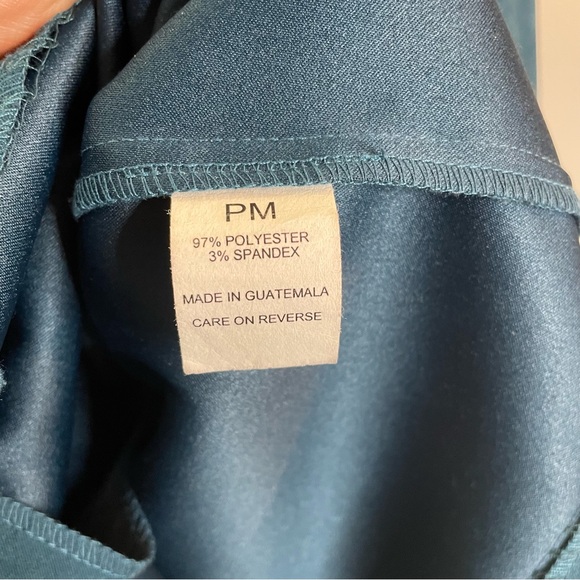 PM
97% POLYESTER
3% SPANDEX
MADE IN GUATEMALA
CARE ON REVERSE